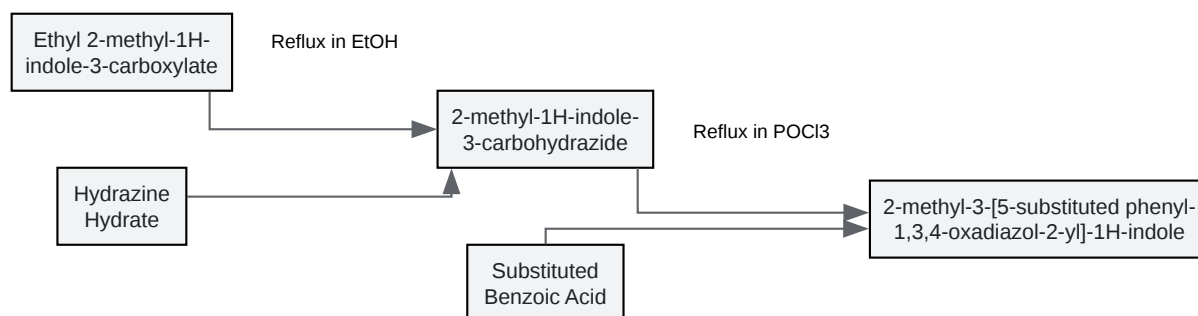 Ethyl 2-methyl-1H-
indole-3-carboxylate
Reflux in EtOH
2-methyl-1H-indole-
3-carbohydrazide
Reflux in POCl3
Hydrazine
Hydrate
2-methyl-3-[5-substituted phenyl-
1,3,4-oxadiazol-2-yl]-1H-indole
Substituted
Benzoic Acid